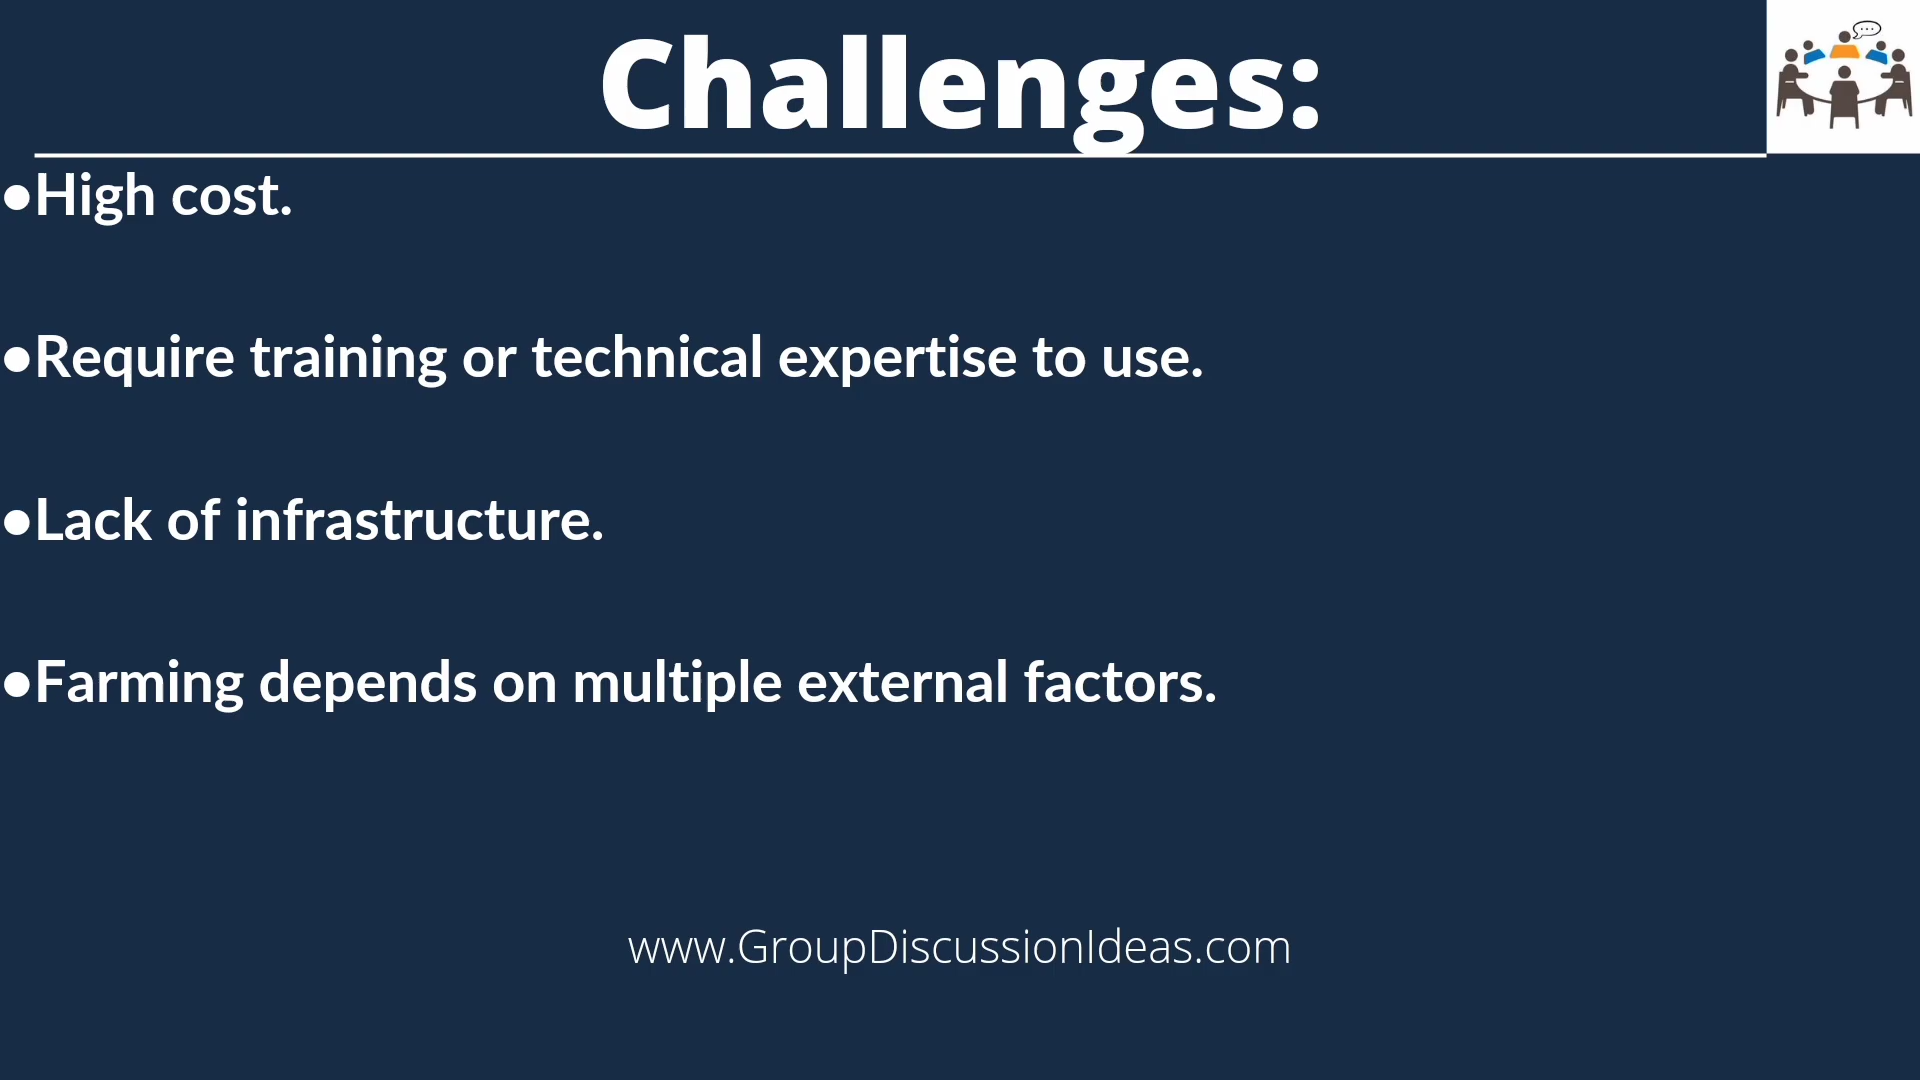 Challenges:
●High cost.
●Require training or technical expertise to use.
●Lack of infrastructure.
●Farming depends on multiple external factors.
www.GroupDiscussionIdeas.com